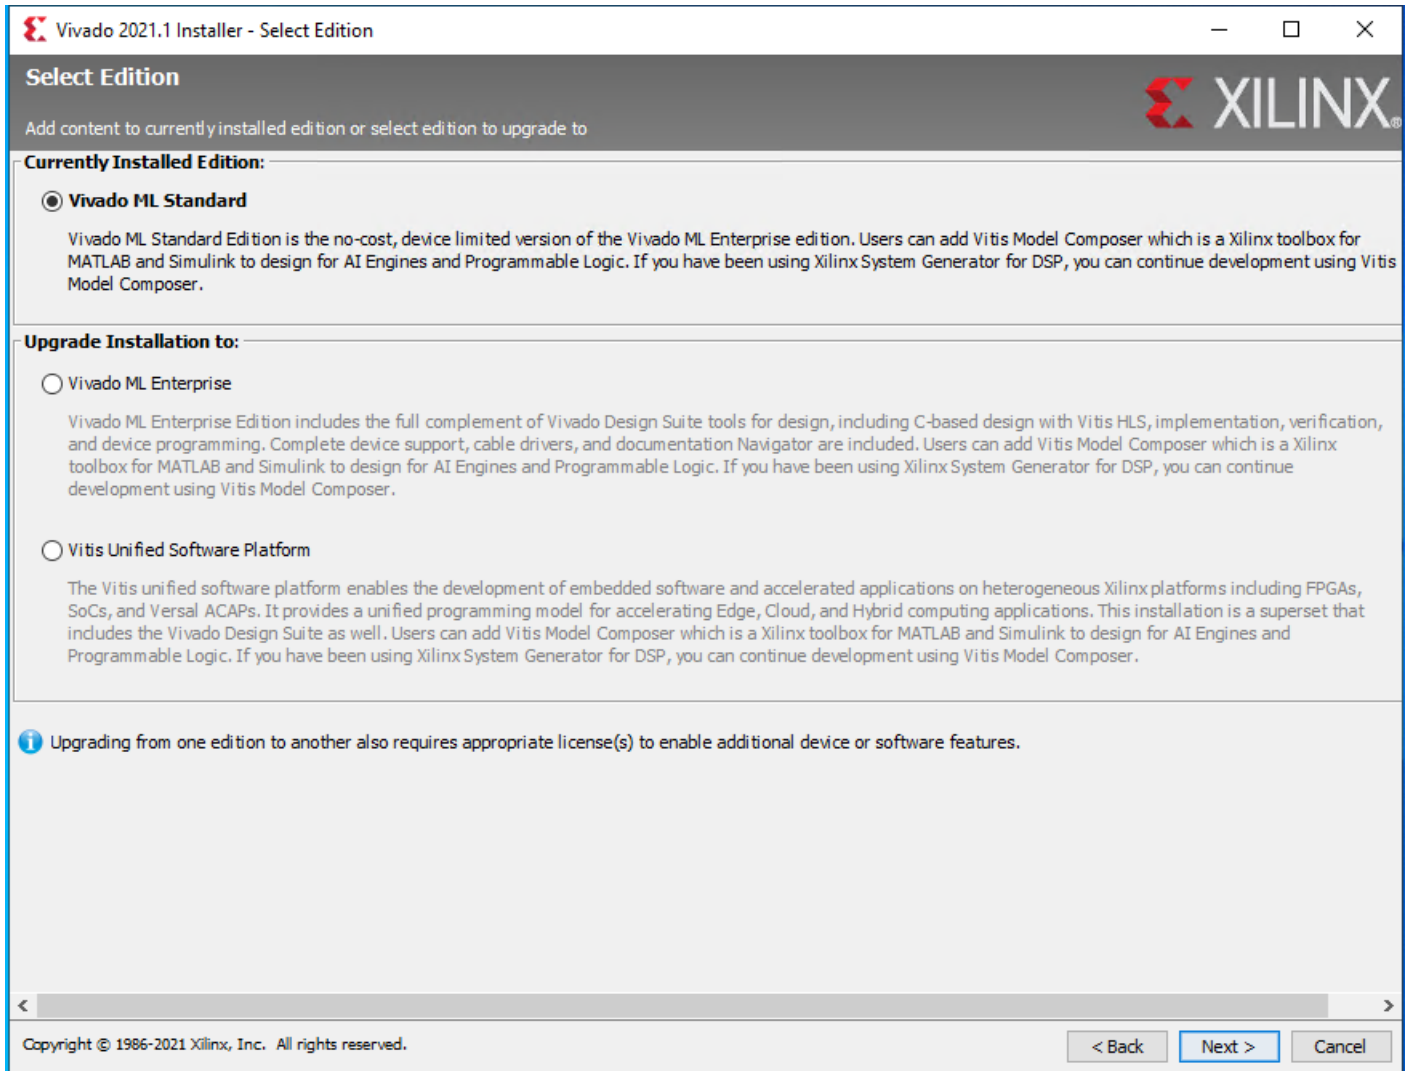 Vivado 2021.1 Installer - Select Edition
Select Edition
XILINX®
Add content to currently installed edition or select edition to upgrade to
Currently Installed Edition:
Vivado ML Standard
Vivado ML Standard Edition is the no-cost, device limited version of the Vivado ML Enterprise edition. Users can add Vitis Model Composer which is a Xilinx toolbox for
MATLAB and Simulink to design for AI Engines and Programmable Logic. If you have been using Xilinx System Generator for DSP, you can continue development using Vitis
Model Composer.
Upgrade Installation to:
Vivado ML Enterprise
Vivado ML Enterprise Edition includes the full complement of Vivado Design Suite tools for design, including C-based design with Vitis HLS, implementation, verification,
and device programming. Complete device support, cable drivers, and documentation Navigator are included. Users can add Vitis Model Composer which is a Xilinx
toolbox for MATLAB and Simulink to design for AI Engines and Programmable Logic. If you have been using Xilinx System Generator for DSP, you can continue
development using Vitis Model Composer.
Vitis Unified Software Platform
The Vitis unified software platform enables the development of embedded software and accelerated applications on heterogeneous Xilinx platforms including FPGAs,
SoCs, and Versal ACAPs. It provides a unified programming model for accelerating Edge, Cloud, and Hybrid computing applications. This installation is a superset that
includes the Vivado Design Suite as well. Users can add Vitis Model Composer which is a Xilinx toolbox for MATLAB and Simulink to design for AI Engines and
Programmable Logic. If you have been using Xilinx System Generator for DSP, you can continue development using Vitis Model Composer.
Upgrading from one edition to another also requires appropriate license(s) to enable additional device or software features.
Copyright © 1986-2021 Xilinx, Inc. All rights reserved.
< Back
Next >
Cancel